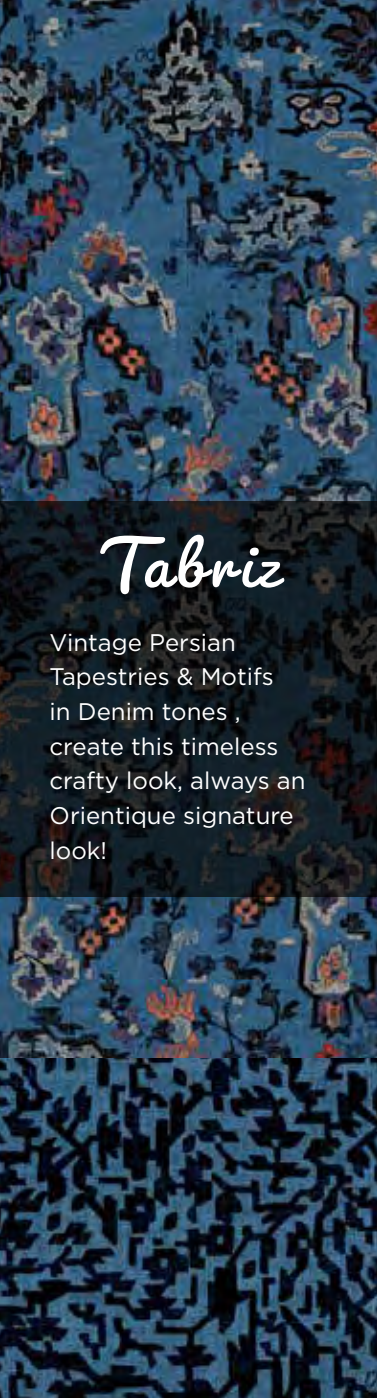 Tabriz
Vintage Persian
Tapestries & Motifs
in Denim tones ,
create this timeless
crafty look, always an
Orientique signature
look!